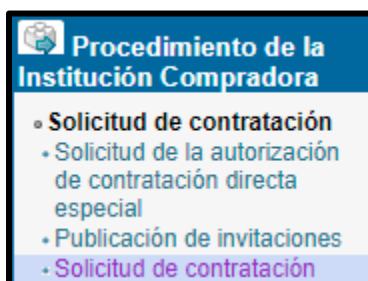 Procedimiento de la
Institución Compradora
Solicitud de contratación
Solicitud de la autorización
de contratación directa
especial
Publicación de invitaciones
Solicitud de contratación